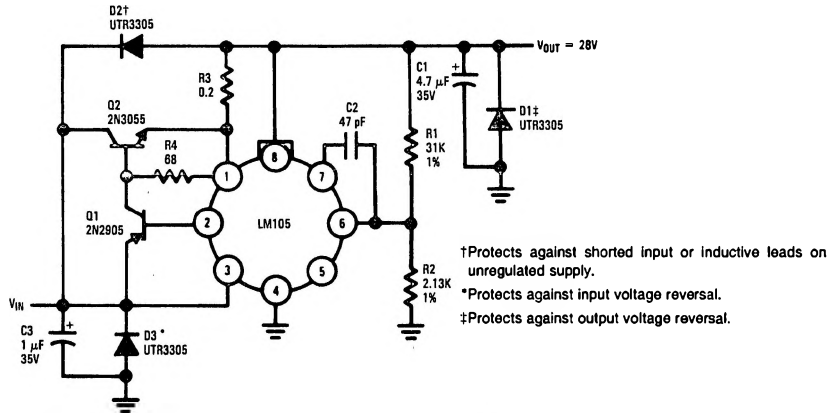 D2†
UTR3305
R3
0.2
VOUT = 28V
C1
+
4.7 μF
35V
D1‡
UTR3305
Q2
2N3055
C2
47 pF
R4
68
R1
31K
1%
1
8
7
Q1
2N2905
2
LM105
6
3
4
5
R2
2.13K
1%
VIN
C3
+
1 μF
35V
D3*
UTR3305
†Protects against shorted input or inductive leads on
unregulated supply.
*Protects against input voltage reversal.
‡Protects against output voltage reversal.